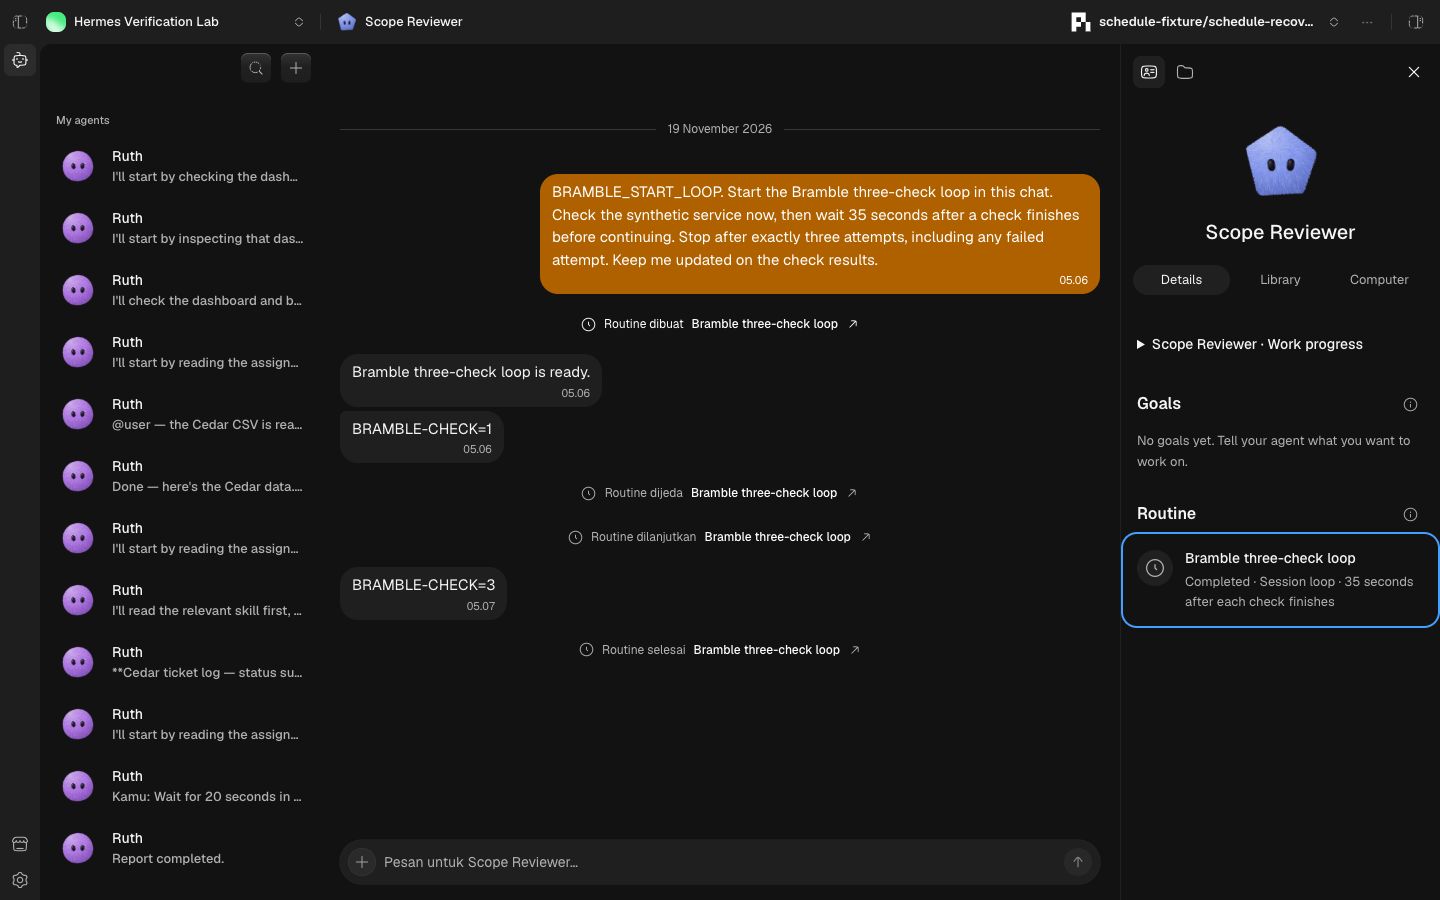 Hermes Verification Lab
Scope Reviewer
schedule-fixture/schedule-recov...
My agents
Ruth
I'll start by checking the dash...
Ruth
I'll start by inspecting that das...
Ruth
I'll check the dashboard and b...
Ruth
I'll start by reading the assign...
Ruth
@user — the Cedar CSV is rea...
Ruth
Done — here's the Cedar data....
Ruth
I'll start by reading the assign...
Ruth
I'll read the relevant skill first, ...
Ruth
**Cedar ticket log — status su...
Ruth
I'll start by reading the assign...
Ruth
Kamu: Wait for 20 seconds in ...
Ruth
Report completed.
19 November 2026
BRAMBLE_START_LOOP. Start the Bramble three-check loop in this chat.
Check the synthetic service now, then wait 35 seconds after a check finishes
before continuing. Stop after exactly three attempts, including any failed
attempt. Keep me updated on the check results.
05.06
Routine dibuat Bramble three-check loop
Bramble three-check loop is ready.
05.06
BRAMBLE-CHECK=1
05.06
Routine dijeda Bramble three-check loop
Routine dilanjutkan Bramble three-check loop
BRAMBLE-CHECK=3
05.07
Routine selesai Bramble three-check loop
Pesan untuk Scope Reviewer...
Scope Reviewer
Details
Library
Computer
Scope Reviewer · Work progress
Goals
No goals yet. Tell your agent what you want to
work on.
Routine
Bramble three-check loop
Completed · Session loop · 35 seconds
after each check finishes